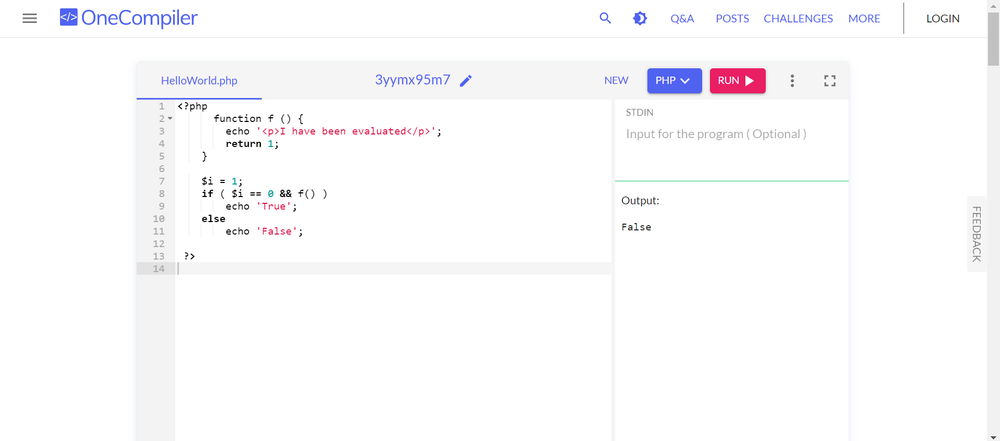 </> OneCompiler
Q&A POSTS CHALLENGES MORE LOGIN
HelloWorld.php 3yymx95m7 NEW PHP RUN
1 <?php
2 function f () {
3 echo '<p>I have been evaluated</p>';
4 return 1;
5 }
6
7 $i = 1;
8 if ( $i == 0 && f() )
9 echo 'True';
10 else
11 echo 'False';
12
13 ?>
14
STDIN
Input for the program ( Optional )
Output:
False
FEEDBACK